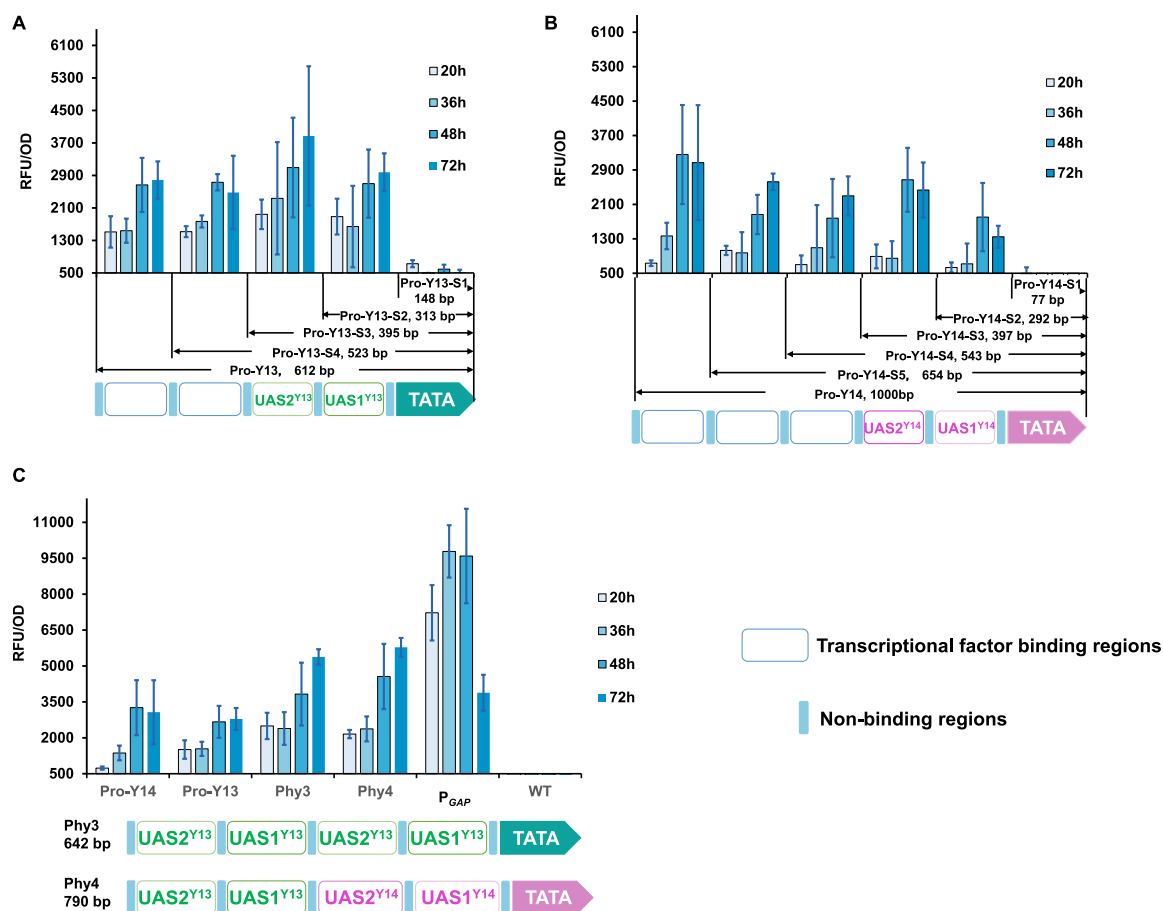 A
6100
5300
4500
3700
2900
2100
1300
500
RFU/OD
20h
36h
48h
72h
Pro-Y13-S1
148 bp
Pro-Y13-S2, 313 bp
Pro-Y13-S3, 395 bp
Pro-Y13-S4, 523 bp
Pro-Y13, 612 bp
UAS2Y13 UAS1Y13 TATA
B
6100
5300
4500
3700
2900
2100
1300
500
RFU/OD
20h
36h
48h
72h
Pro-Y14-S1
77 bp
Pro-Y14-S2, 292 bp
Pro-Y14-S3, 397 bp
Pro-Y14-S4, 543 bp
Pro-Y14-S5, 654 bp
Pro-Y14, 1000bp
UAS2Y14 UAS1Y14 TATA
C
11000
9500
8000
6500
5000
3500
2000
500
RFU/OD
20h
36h
48h
72h
Pro-Y14 Pro-Y13 Phy3 Phy4 PGAP WT
Transcriptional factor binding regions
Non-binding regions
Phy3
642 bp
UAS2Y13 UAS1Y13 UAS2Y13 UAS1Y13 TATA
Phy4
790 bp
UAS2Y13 UAS1Y13 UAS2Y14 UAS1Y14 TATA